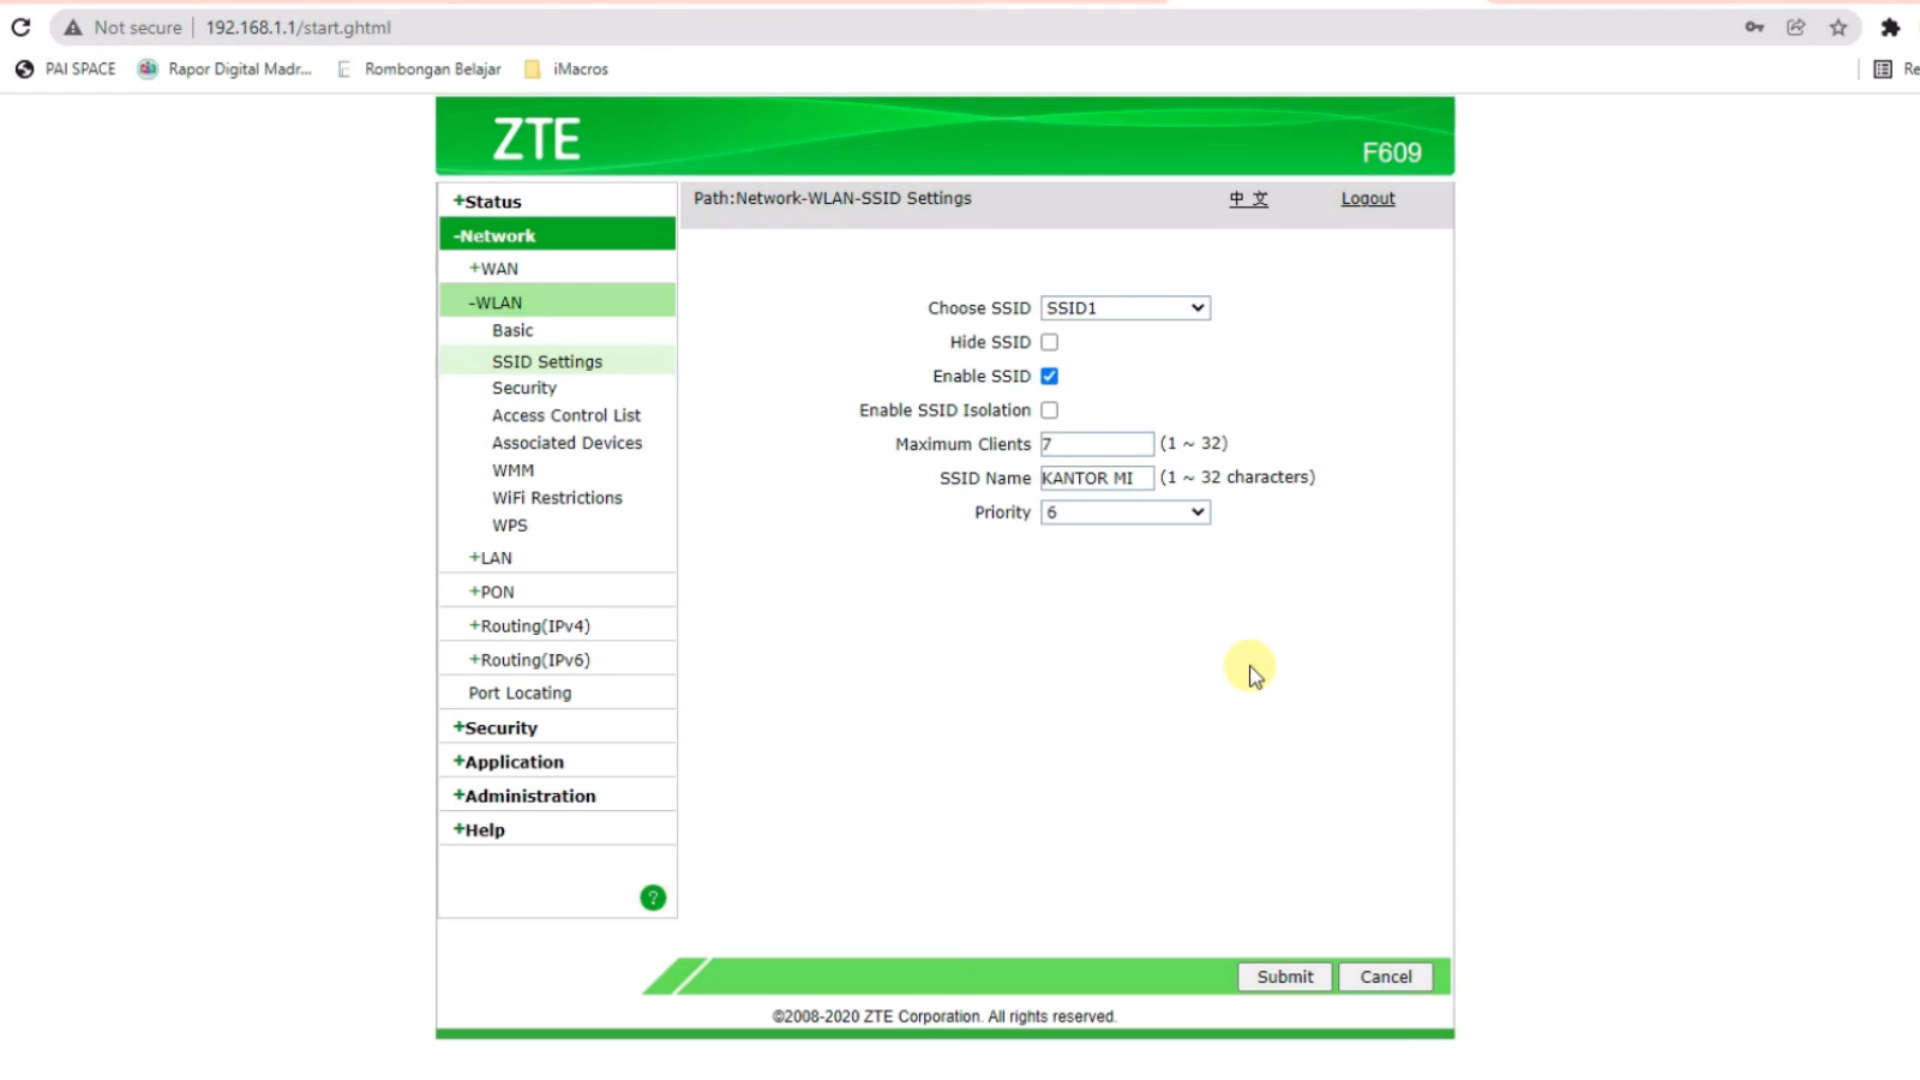 Not secure | 192.168.1.1/start.ghtml
PAI SPACE Rapor Digital Madr... Rombongan Belajar iMacros Re
ZTE
F609
+Status
-Network
+WAN
-WLAN
Basic
SSID Settings
Security
Access Control List
Associated Devices
WMM
WiFi Restrictions
WPS
+LAN
+PON
+Routing(IPv4)
+Routing(IPv6)
Port Locating
+Security
+Application
+Administration
+Help
?
Path:Network-WLAN-SSID Settings 中 文 Logout
Choose SSID SSID1
Hide SSID
Enable SSID
Enable SSID Isolation
Maximum Clients 7 (1 ~ 32)
SSID Name KANTOR MI (1 ~ 32 characters)
Priority 6
Submit Cancel
©2008-2020 ZTE Corporation. All rights reserved.